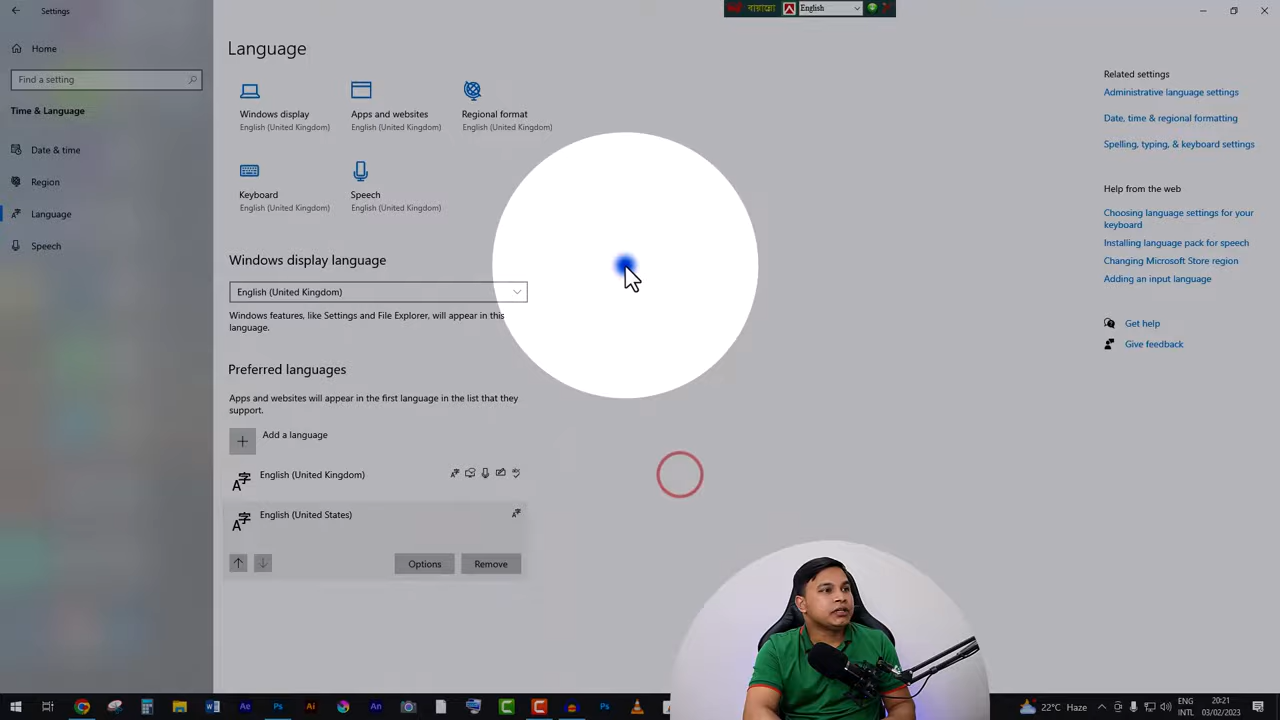 Settings
Home
Find a setting
Time & Language
Date & time
Region
Language
Speech
Language
Windows display
English (United Kingdom)
Apps and websites
English (United Kingdom)
Regional format
English (United Kingdom)
Keyboard
English (United Kingdom)
Speech
English (United Kingdom)
Windows display language
English (United Kingdom)
Windows features, like Settings and File Explorer, will appear in this
language.
Preferred languages
Apps and websites will appear in the first language in the list that they
support.
Add a language
English (United Kingdom)
English (United States)
Options
Remove
English
Related settings
Administrative language settings
Date, time & regional formatting
Spelling, typing, & keyboard settings
Help from the web
Choosing language settings for your
keyboard
Installing language pack for speech
Changing Microsoft Store region
Adding an input language
Get help
Give feedback
Ae
Ps
Ai
Ps
22°C Haze
ENG
INTL
20:21
03/02/2023